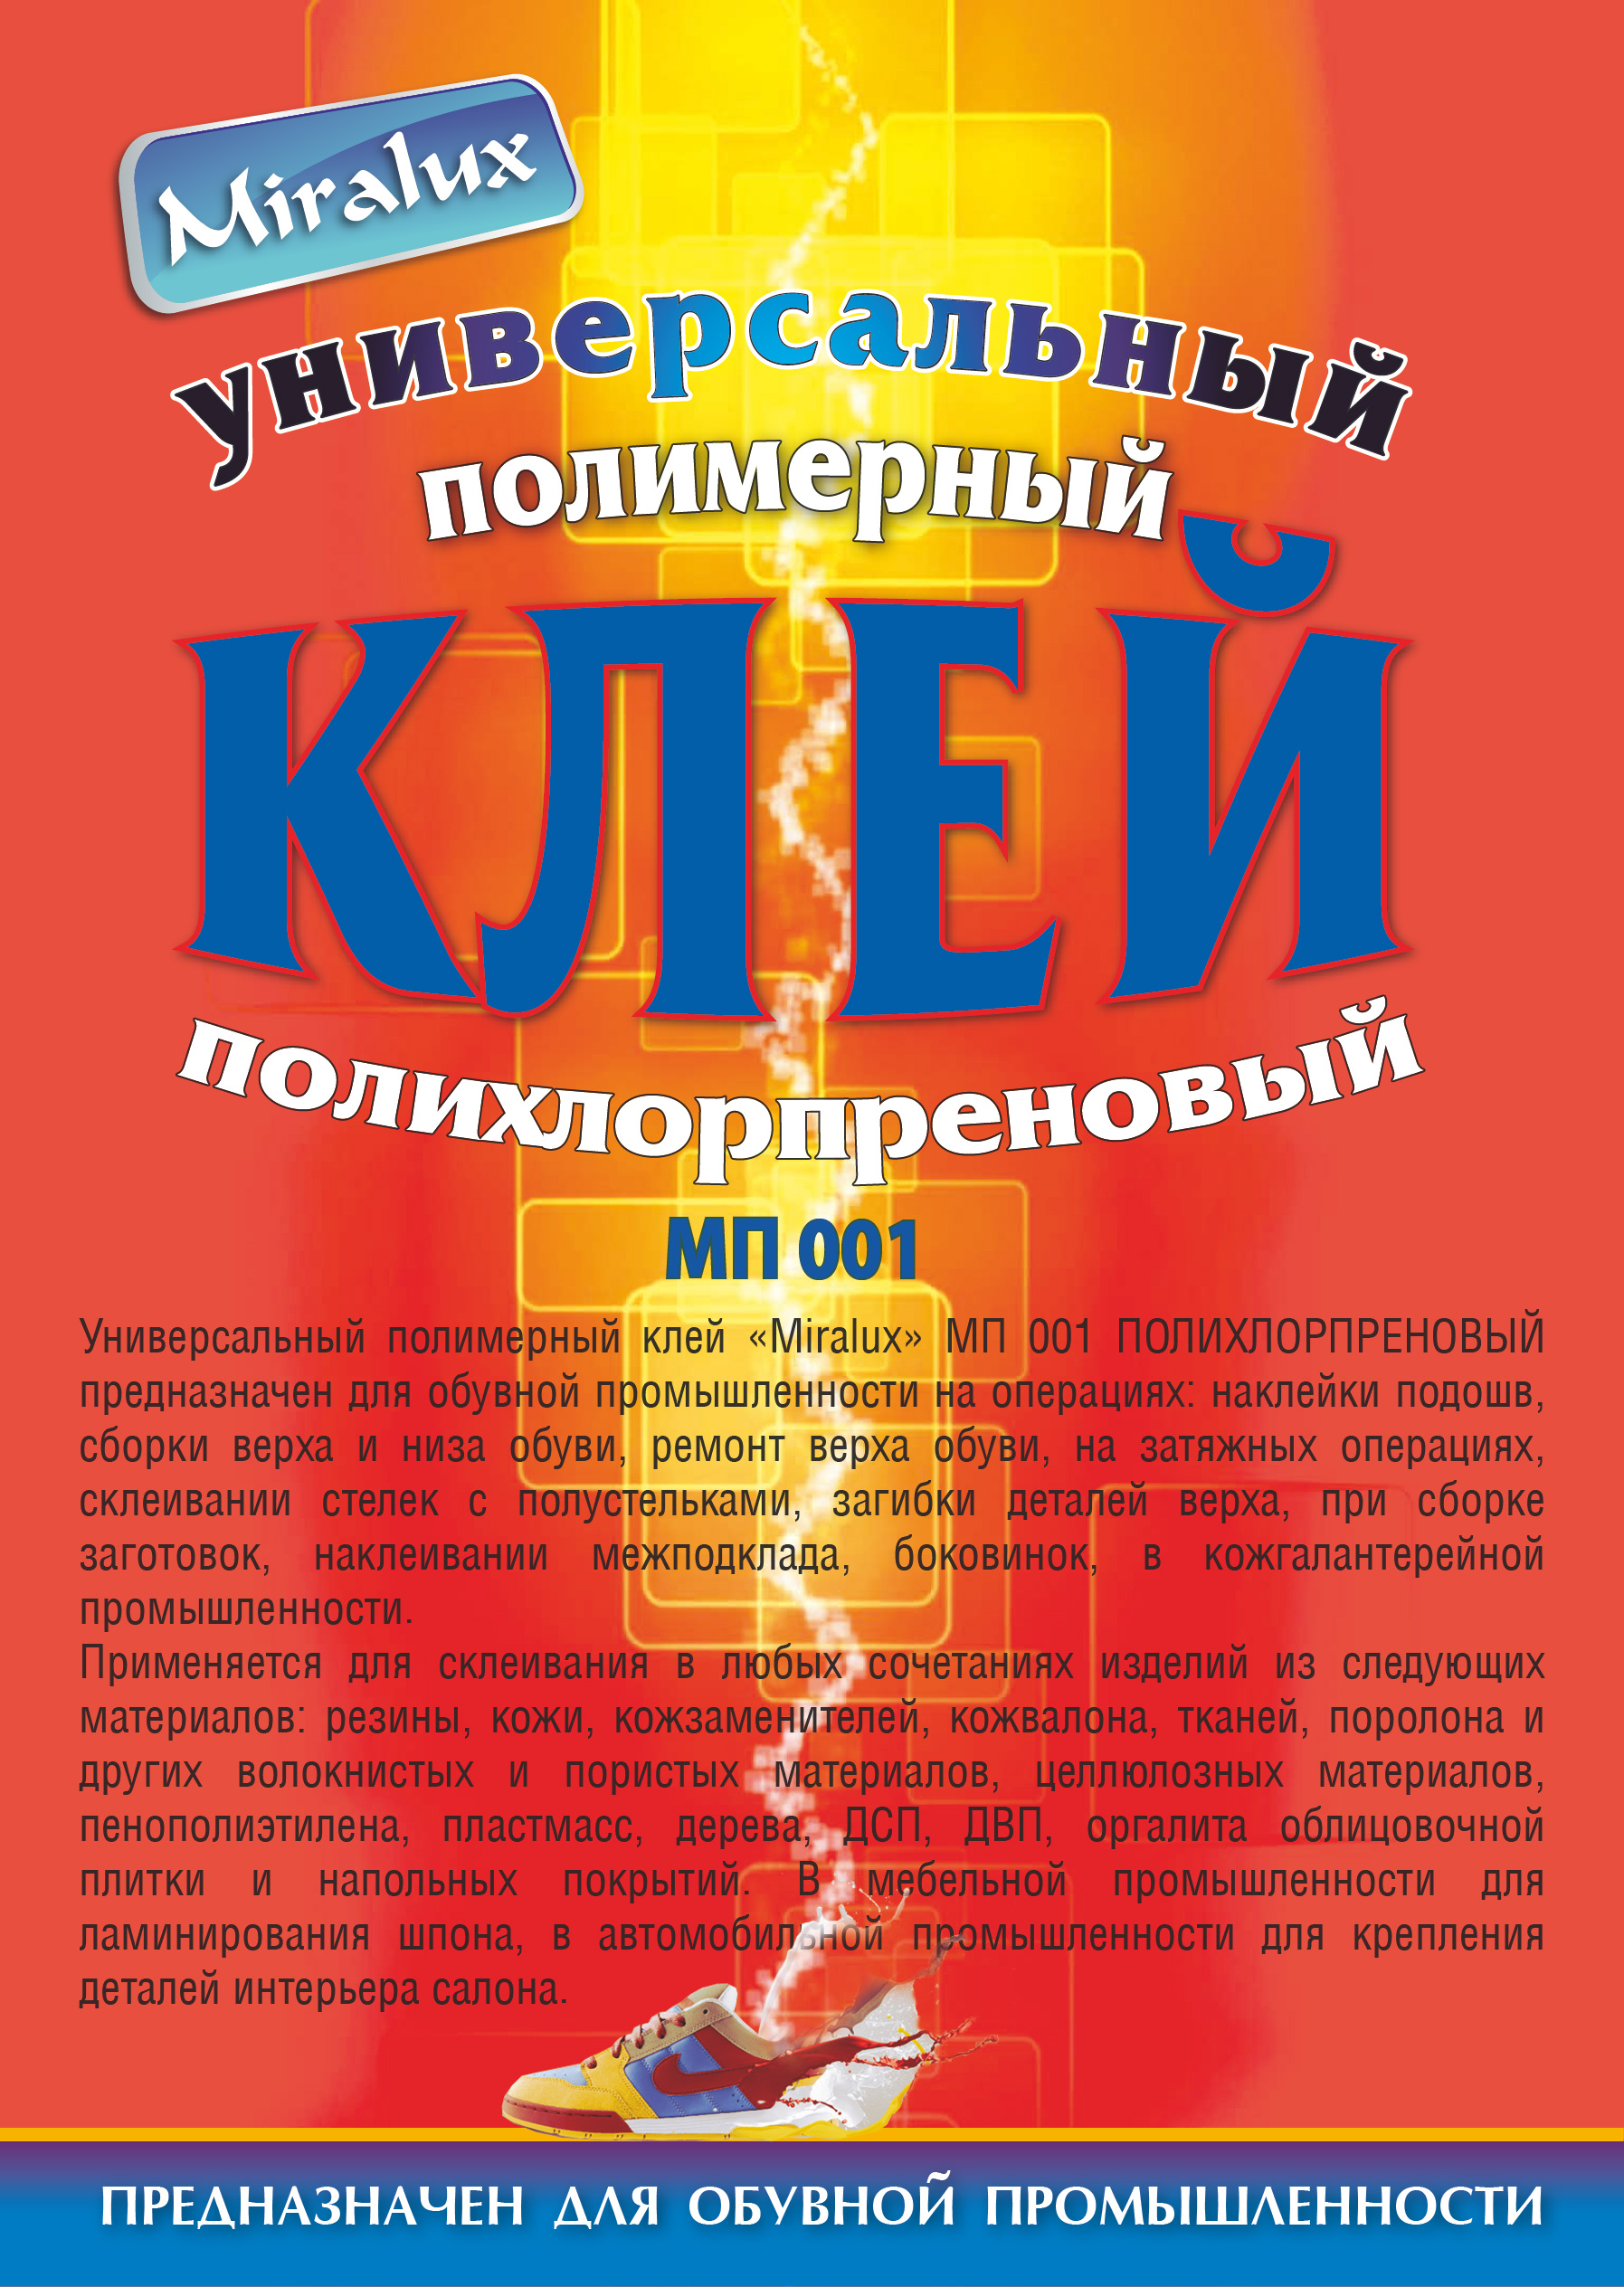 Miralux
универсальный
полимерный
КЛЕЙ
полихлорпреновый
МП 001
Универсальный полимерный клей «Miralux» МП 001 ПОЛИХЛОРПРЕНОВЫЙ
предназначен для обувной промышленности на операциях: наклейки подошв,
сборки верха и низа обуви, ремонт верха обуви, на затяжных операциях,
склеивании стелек с полустельками, загибки деталей верха, при сборке
заготовок, наклеивании межподклада, боковинок, в кожгалантерейной
промышленности.
Применяется для склеивания в любых сочетаниях изделий из следующих
материалов: резины, кожи, кожзаменителей, кожвалона, тканей, поролона и
других волокнистых и пористых материалов, целлюлозных материалов,
пенополиэтилена, пластмасс, дерева, ДСП, ДВП, оргалита облицовочной
плитки и напольных покрытий. В мебельной промышленности для
ламинирования шпона, в автомобильной промышленности для крепления
деталей интерьера салона.
ПРЕДНАЗНАЧЕН ДЛЯ ОБУВНОЙ ПРОМЫШЛЕННОСТИ